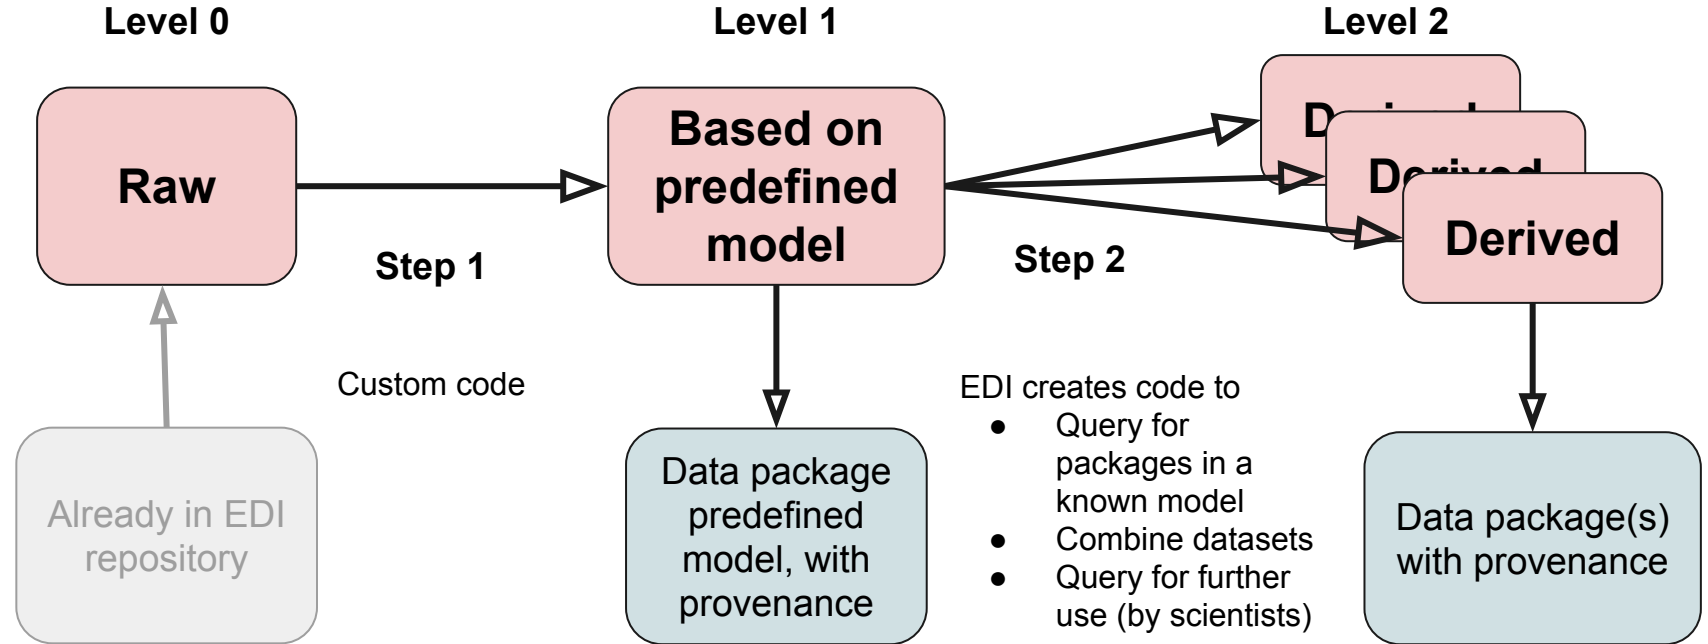 Level 0
Level 1
Level 2
Raw
Based on
predefined
model
Derived
Derived
Derived
Step 1
Step 2
Custom code
EDI creates code to
● Query for
packages in a
known model
● Combine datasets
● Query for further
use (by scientists)
Already in EDI
repository
Data package
predefined
model, with
provenance
Data package(s)
with provenance